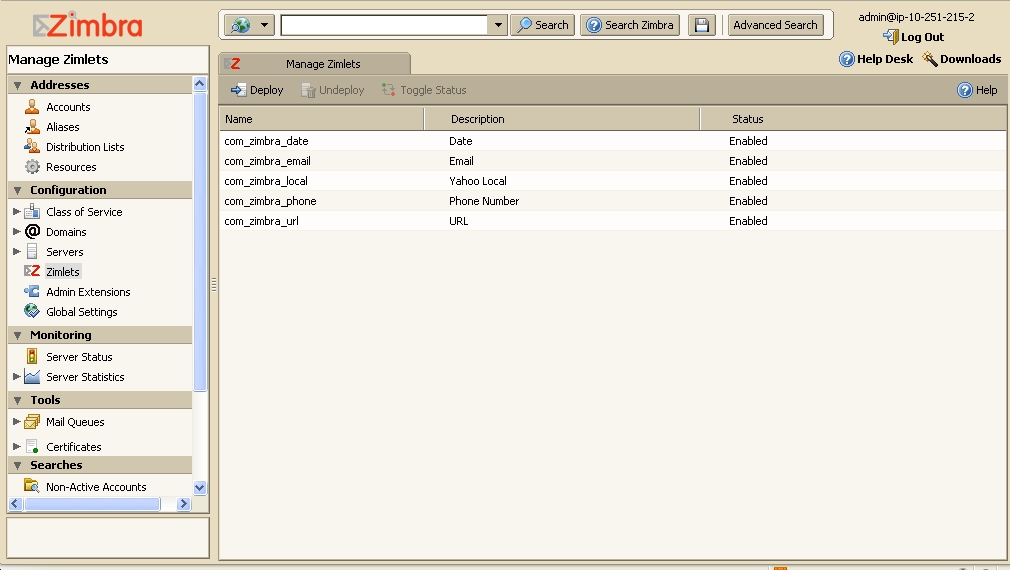 Zimbra
Search
Search Zimbra
Advanced Search
admin@ip-10-251-215-2
Log Out
Help Desk
Downloads
Manage Zimlets
Addresses
Accounts
Aliases
Distribution Lists
Resources
Configuration
Class of Service
@ Domains
Servers
Z Zimlets
Admin Extensions
Global Settings
Monitoring
Server Status
Server Statistics
Tools
Mail Queues
Certificates
Searches
Non-Active Accounts
Z Manage Zimlets
Deploy Undeploy Toggle Status ? Help
Name Description Status
com_zimbra_date Date Enabled
com_zimbra_email Email Enabled
com_zimbra_local Yahoo Local Enabled
com_zimbra_phone Phone Number Enabled
com_zimbra_url URL Enabled